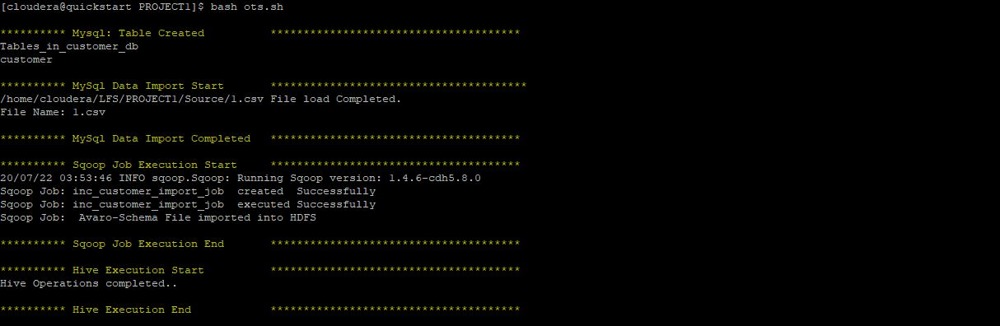 [cloudera@quickstart PROJECT1]$ bash ots.sh
********** Mysql: Table Created          **************************************
Tables_in_customer_db
customer
********** MySql Data Import Start       ***************************************
/home/cloudera/LFS/PROJECT1/Source/1.csv File load Completed.
File Name: 1.csv
********** MySql Data Import Completed   **************************************
********** Sqoop Job Execution Start     **************************************
20/07/22 03:53:46 INFO sqoop.Sqoop: Running Sqoop version: 1.4.6-cdh5.8.0
Sqoop Job: inc_customer_import_job  created  Successfully
Sqoop Job: inc_customer_import_job  executed Successfully
Sqoop Job:  Avaro-Schema File imported into HDFS
********** Sqoop Job Execution End       **************************************
********** Hive Execution Start          **************************************
Hive Operations completed..
********** Hive Execution End            **************************************